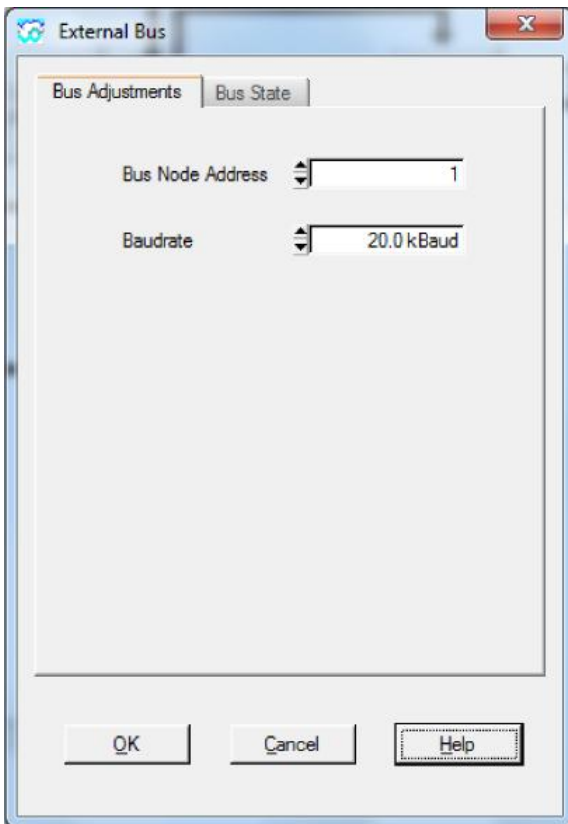 External Bus
Bus Adjustments Bus State
Bus Node Address 1
Baudrate 20.0 kBaud
OK Cancel Help